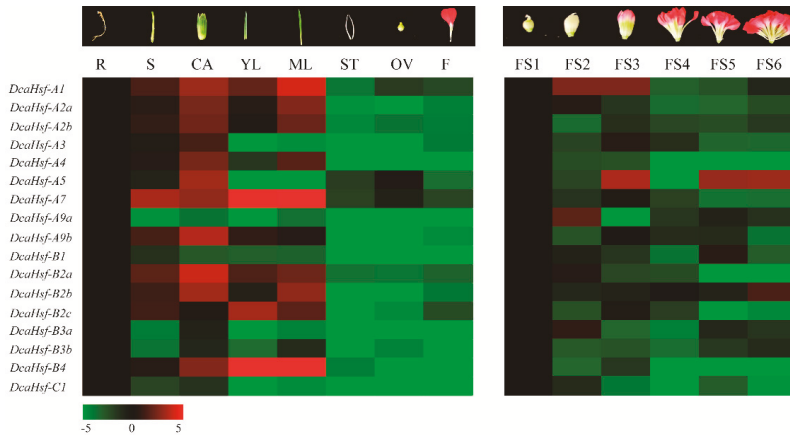 R S CA YL ML ST OV F FS1 FS2 FS3 FS4 FS5 FS6
DcaHsf-A1
DcaHsf-A2a
DcaHsf-A2b
DcaHsf-A3
DcaHsf-A4
DcaHsf-A5
DcaHsf-A7
DcaHsf-A9a
DcaHsf-A9b
DcaHsf-B1
DcaHsf-B2a
DcaHsf-B2b
DcaHsf-B2c
DcaHsf-B3a
DcaHsf-B3b
DcaHsf-B4
DcaHsf-C1
-5 0 5